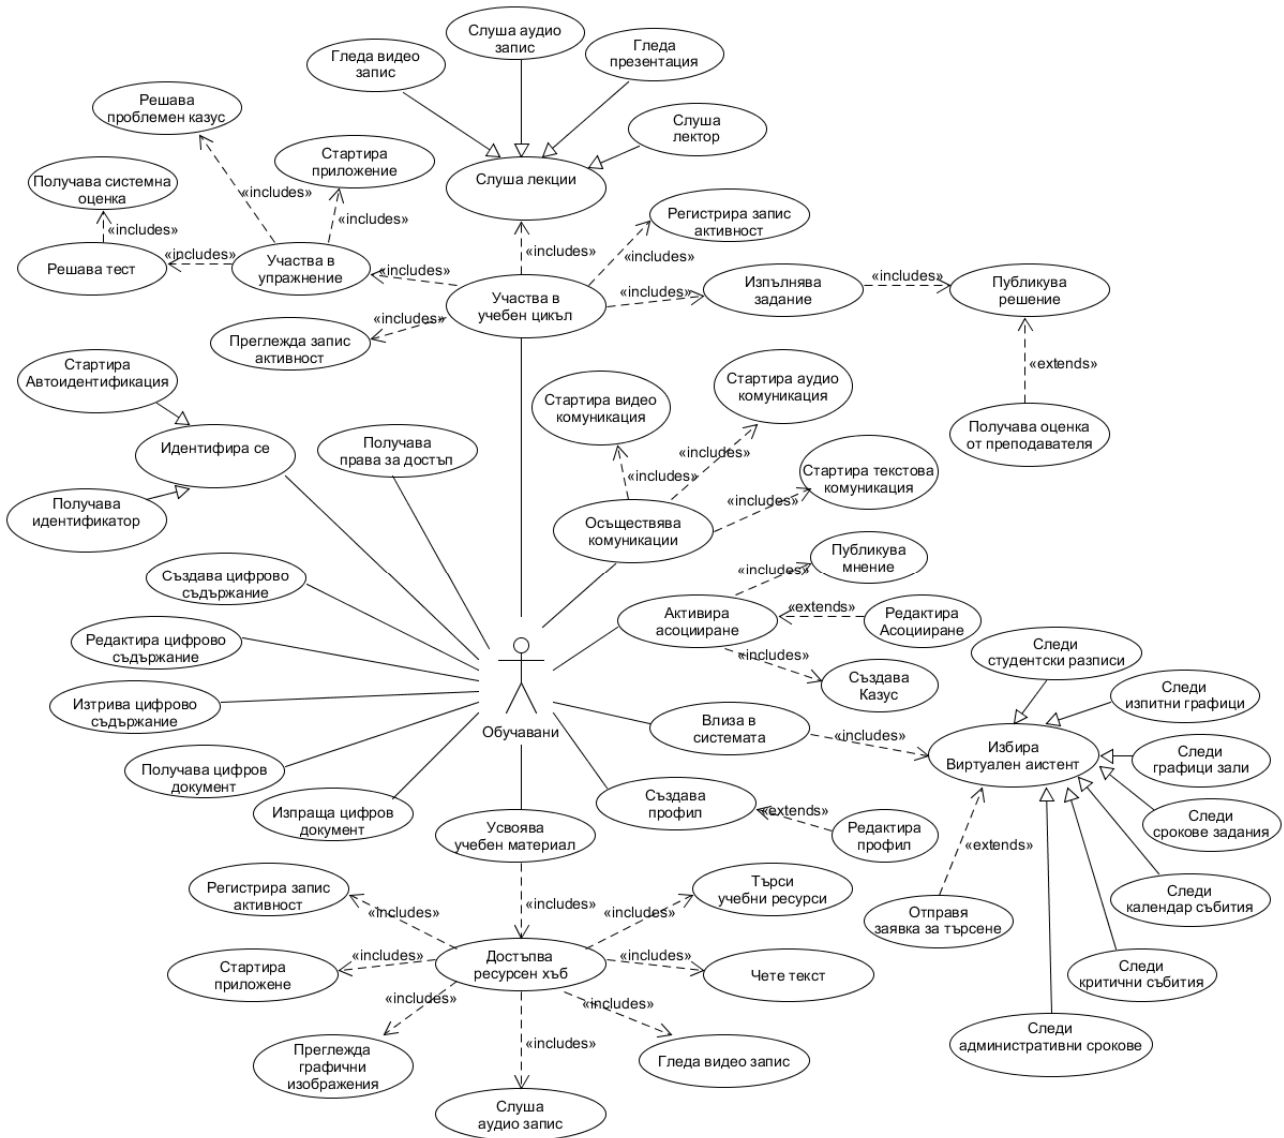 Слуша аудио
запис
Гледа видео
запис
Гледа
презентация
Решава
проблемен казус
Слуша
лектор
Стартира
приложение
Слуша лекции
Получава системна
оценка
«includes»
«includes»
«includes»
Регистрира запис
активност
Решава тест
«includes»
Участва в
упражнение
«includes»
«includes»
«includes»
Участва в
учебен цикъл
«includes»
Изпълнява
задание
«includes»
Публикува
решение
Преглежда запис
активност
«includes»
Стартира
Автоидентификация
«extends»
Стартира видео
комуникация
Стартира аудио
комуникация
Идентифира се
Получава
права за достъп
Получава оценка
от преподавателя
«includes»
«includes»
Стартира текстова
комуникация
«includes»
Получава
идентификатор
Осъществява
комуникации
Публикува
мнение
«includes»
Създава цифрово
съдържание
Активира
асоцииране
«extends»
Редактира
Асоцииране
Редактира цифрово
съдържание
«includes»
Следи
студентски разписи
Създава
Казус
Изтрива цифрово
съдържание
Следи
изпитни графици
Обучавани
Влиза в
системата
«includes»
Избира
Виртуален аистент
Следи
графици зали
Получава цифров
документ
Изпраща цифров
документ
Създава
профил
«extends»
Редактира
профил
Следи
срокове задания
Усвоява
учебен материал
«extends»
Регистрира запис
активност
«includes»
«includes»
«includes»
Търси
учебни ресурси
Отправя
заявка за търсене
Следи
календар събития
Стартира
приложене
«includes»
Достъпва
ресурсен хъб
«includes»
Чете текст
Следи
критични събития
«includes»
«includes»
«includes»
Преглежда
графични
изображения
Гледа видео запис
Следи
административни срокове
Слуша
аудио запис